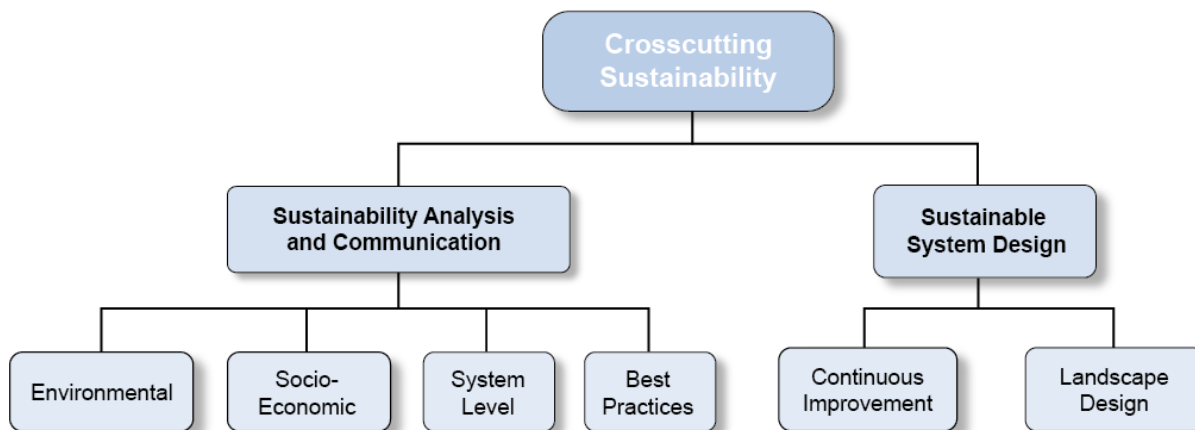 Crosscutting
Sustainability
Sustainability Analysis
and Communication
Sustainable
System Design
Environmental
Socio-
Economic
System
Level
Best
Practices
Continuous
Improvement
Landscape
Design